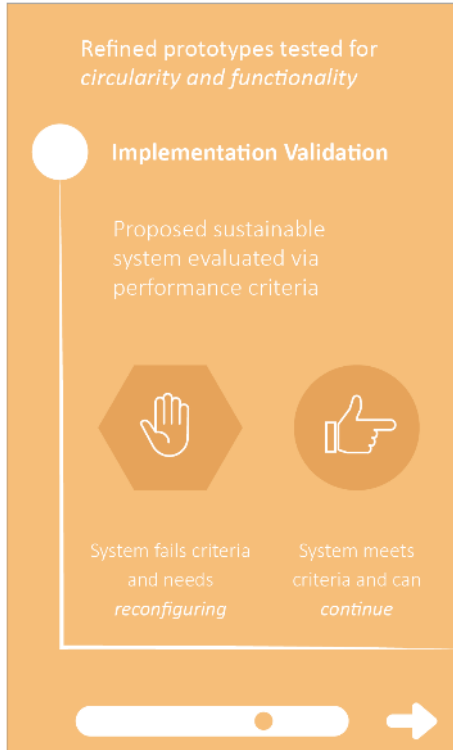 Refined prototypes tested for
circularity and functionality
Implementation Validation
Proposed sustainable
system evaluated via
performance criteria
System fails criteria
and needs
reconfiguring
System meets
criteria and can
continue